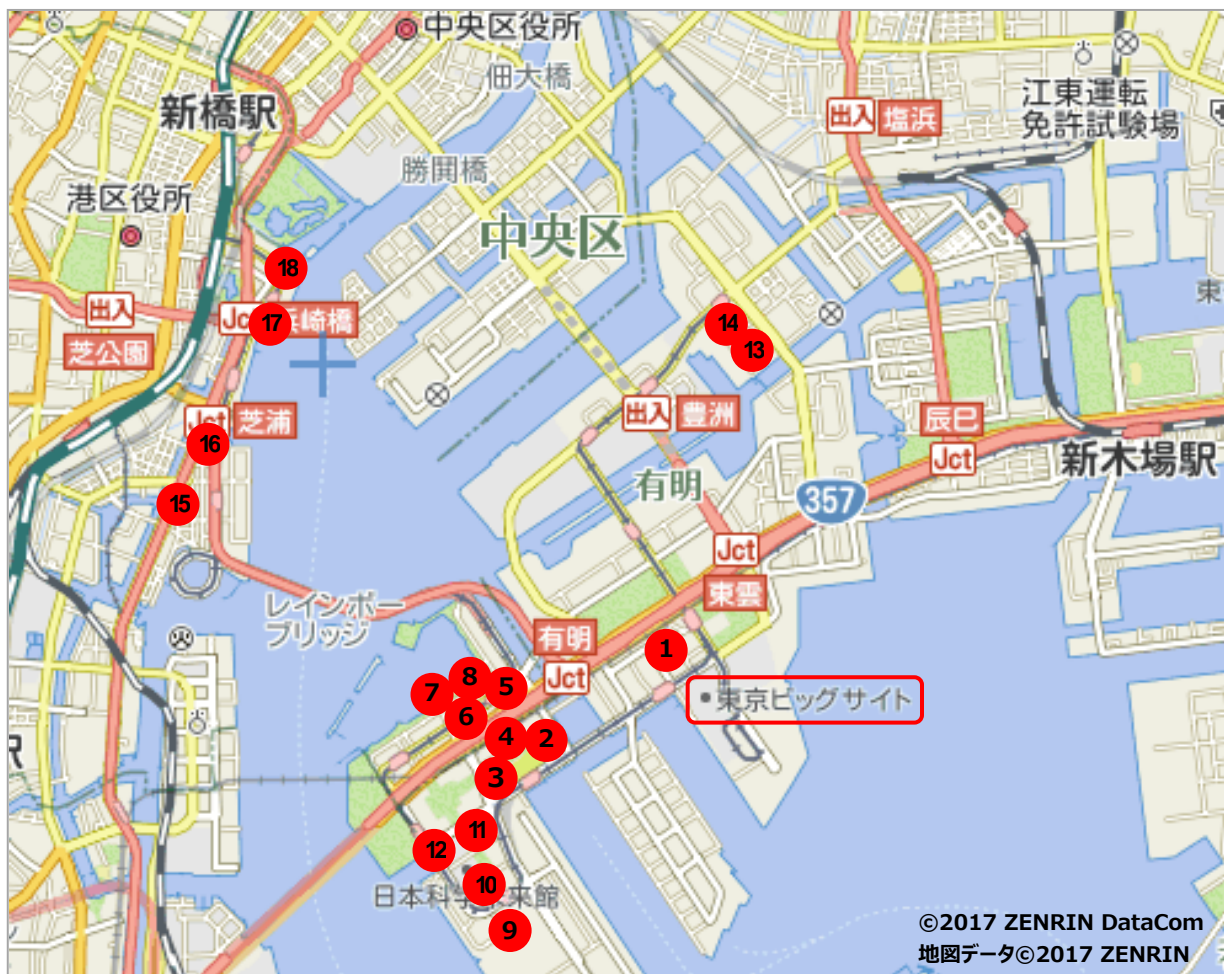 中央区役所
佃大橋
新橋駅
出入 塩浜
江東運転
免許試験場
勝鬨橋
港区役所
中央区
18
東
出入
Jct
17
浜崎橋
14
芝公園
13
Jct 芝浦
出入 豊洲
16
辰巳
Jct
新木場駅
有明
357
15
Jct
東雲
レインボー
ブリッジ
有明
Jct
1
8
5
7
東京ビッグサイト
6
4
2
3
駅
11
12
10
日本科学未来館
9
©2017 ZENRIN DataCom
地図データ©2017 ZENRIN